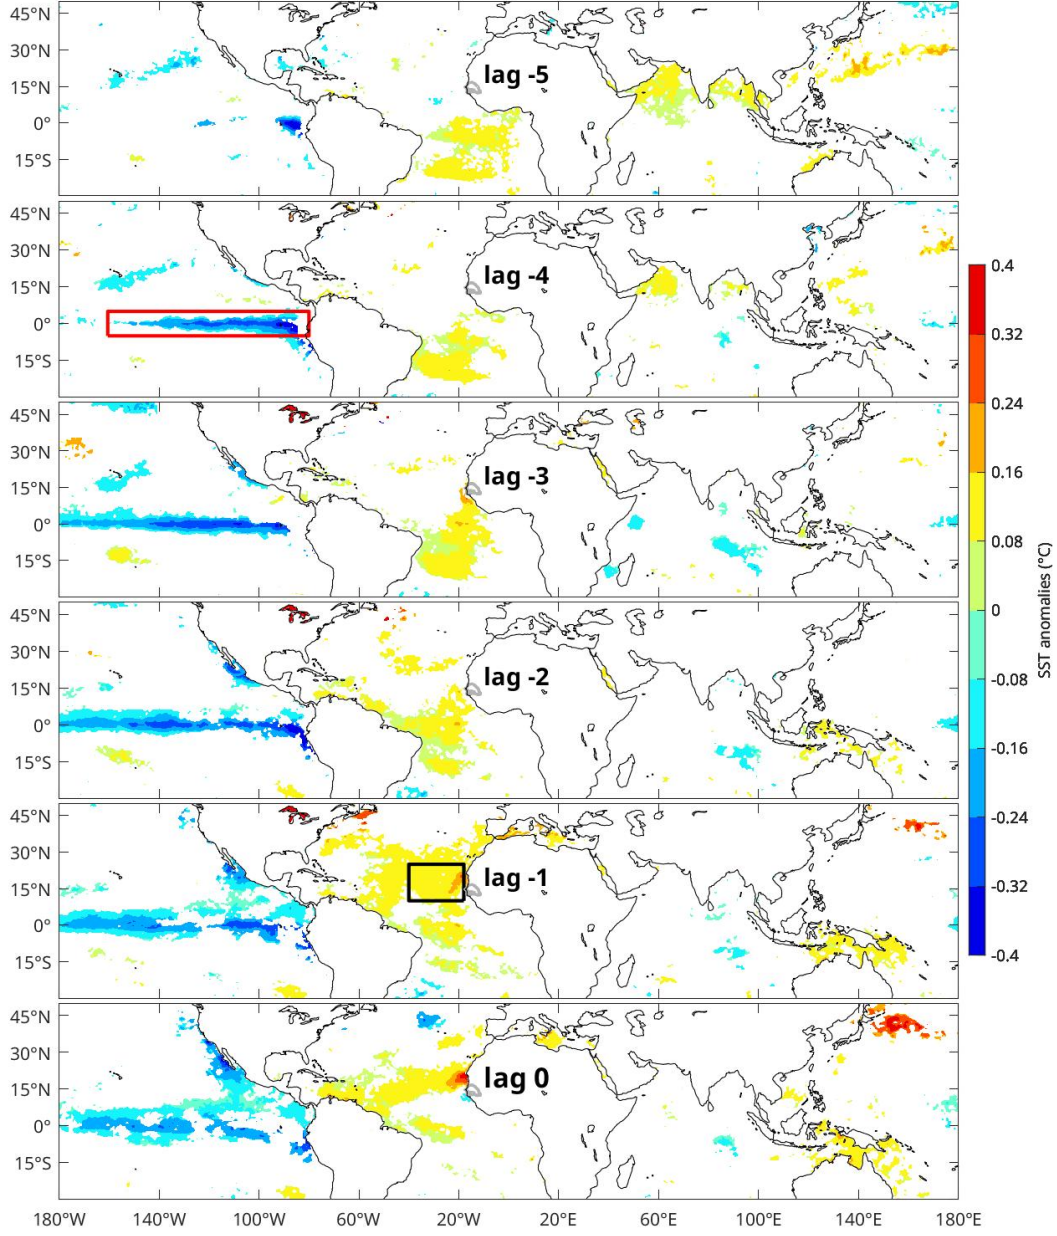 45°N
30°N
15°N
0°
15°S
lag -5
45°N
30°N
15°N
0°
15°S
lag -4
45°N
30°N
15°N
0°
15°S
lag -3
45°N
30°N
15°N
0°
15°S
lag -2
45°N
30°N
15°N
0°
15°S
lag -1
45°N
30°N
15°N
0°
15°S
lag 0
180°W 140°W 100°W 60°W 20°W 20°E 60°E 100°E 140°E 180°E
0.4
0.32
0.24
0.16
0.08
0
-0.08
-0.16
-0.24
-0.32
-0.4
SST anomalies (°C)